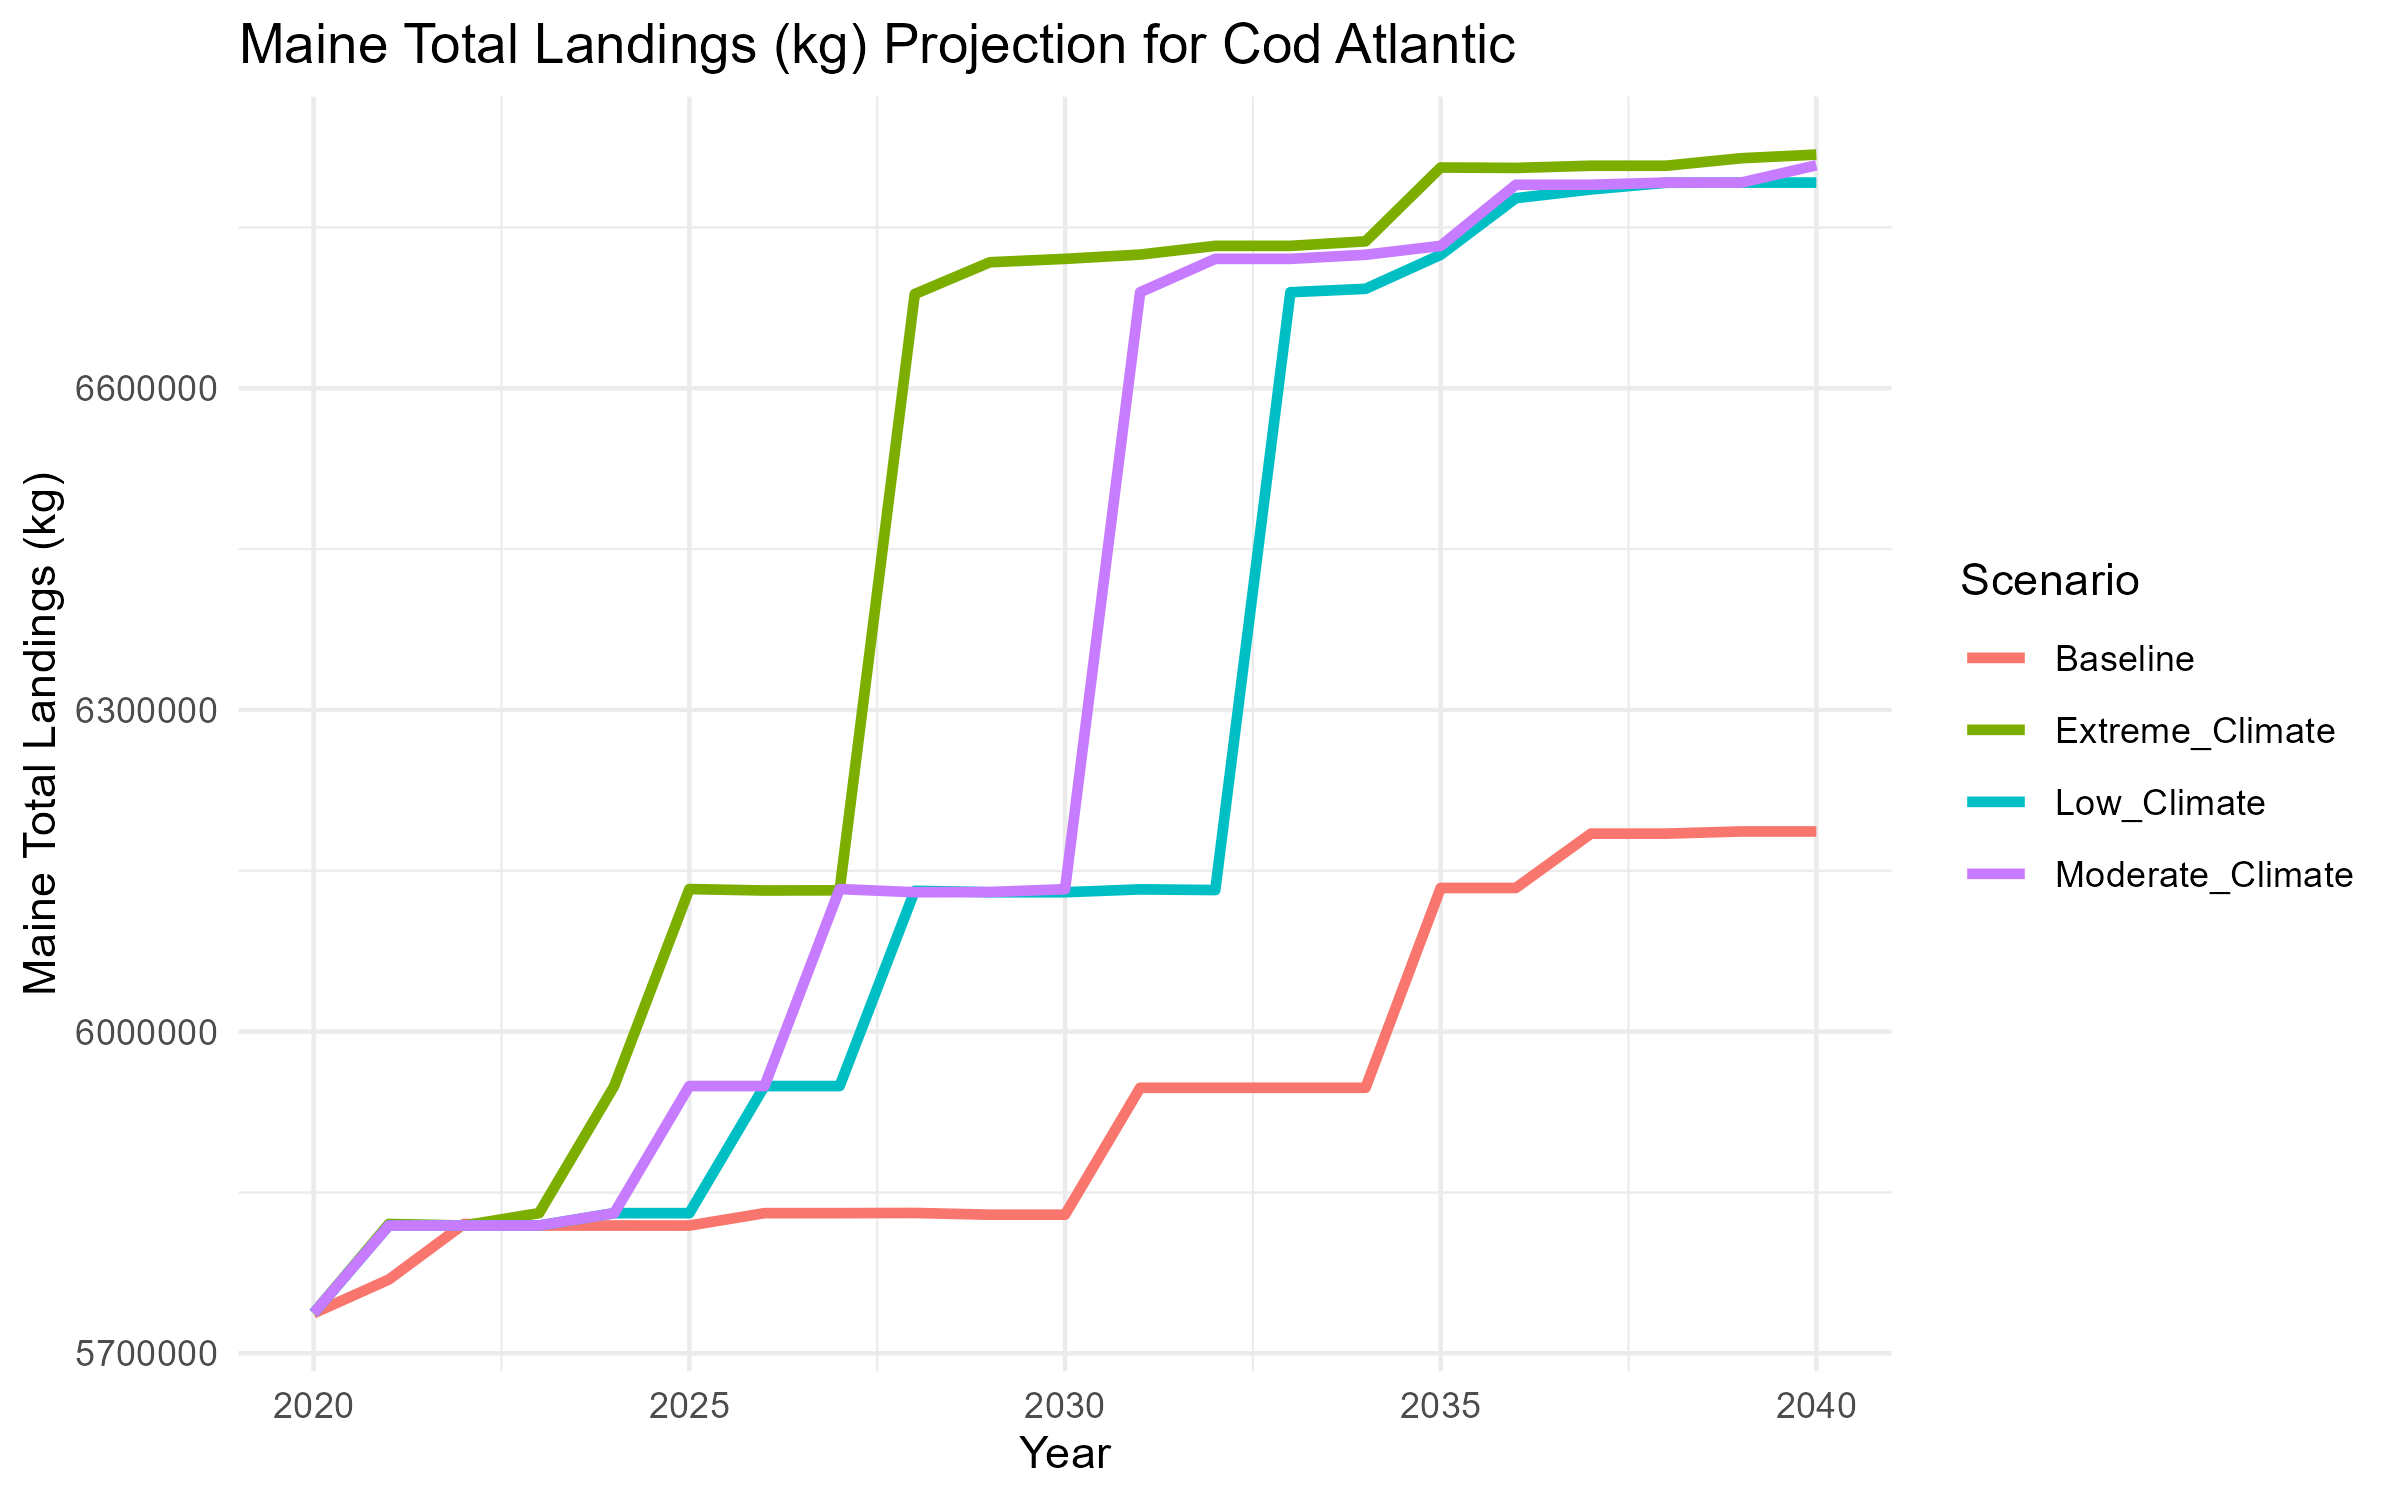 Maine Total Landings (kg) Projection for Cod Atlantic
Maine Total Landings (kg)
6600000
6300000
6000000
5700000
2020
2025
2030
2035
2040
Year
Scenario
Baseline
Extreme_Climate
Low_Climate
Moderate_Climate